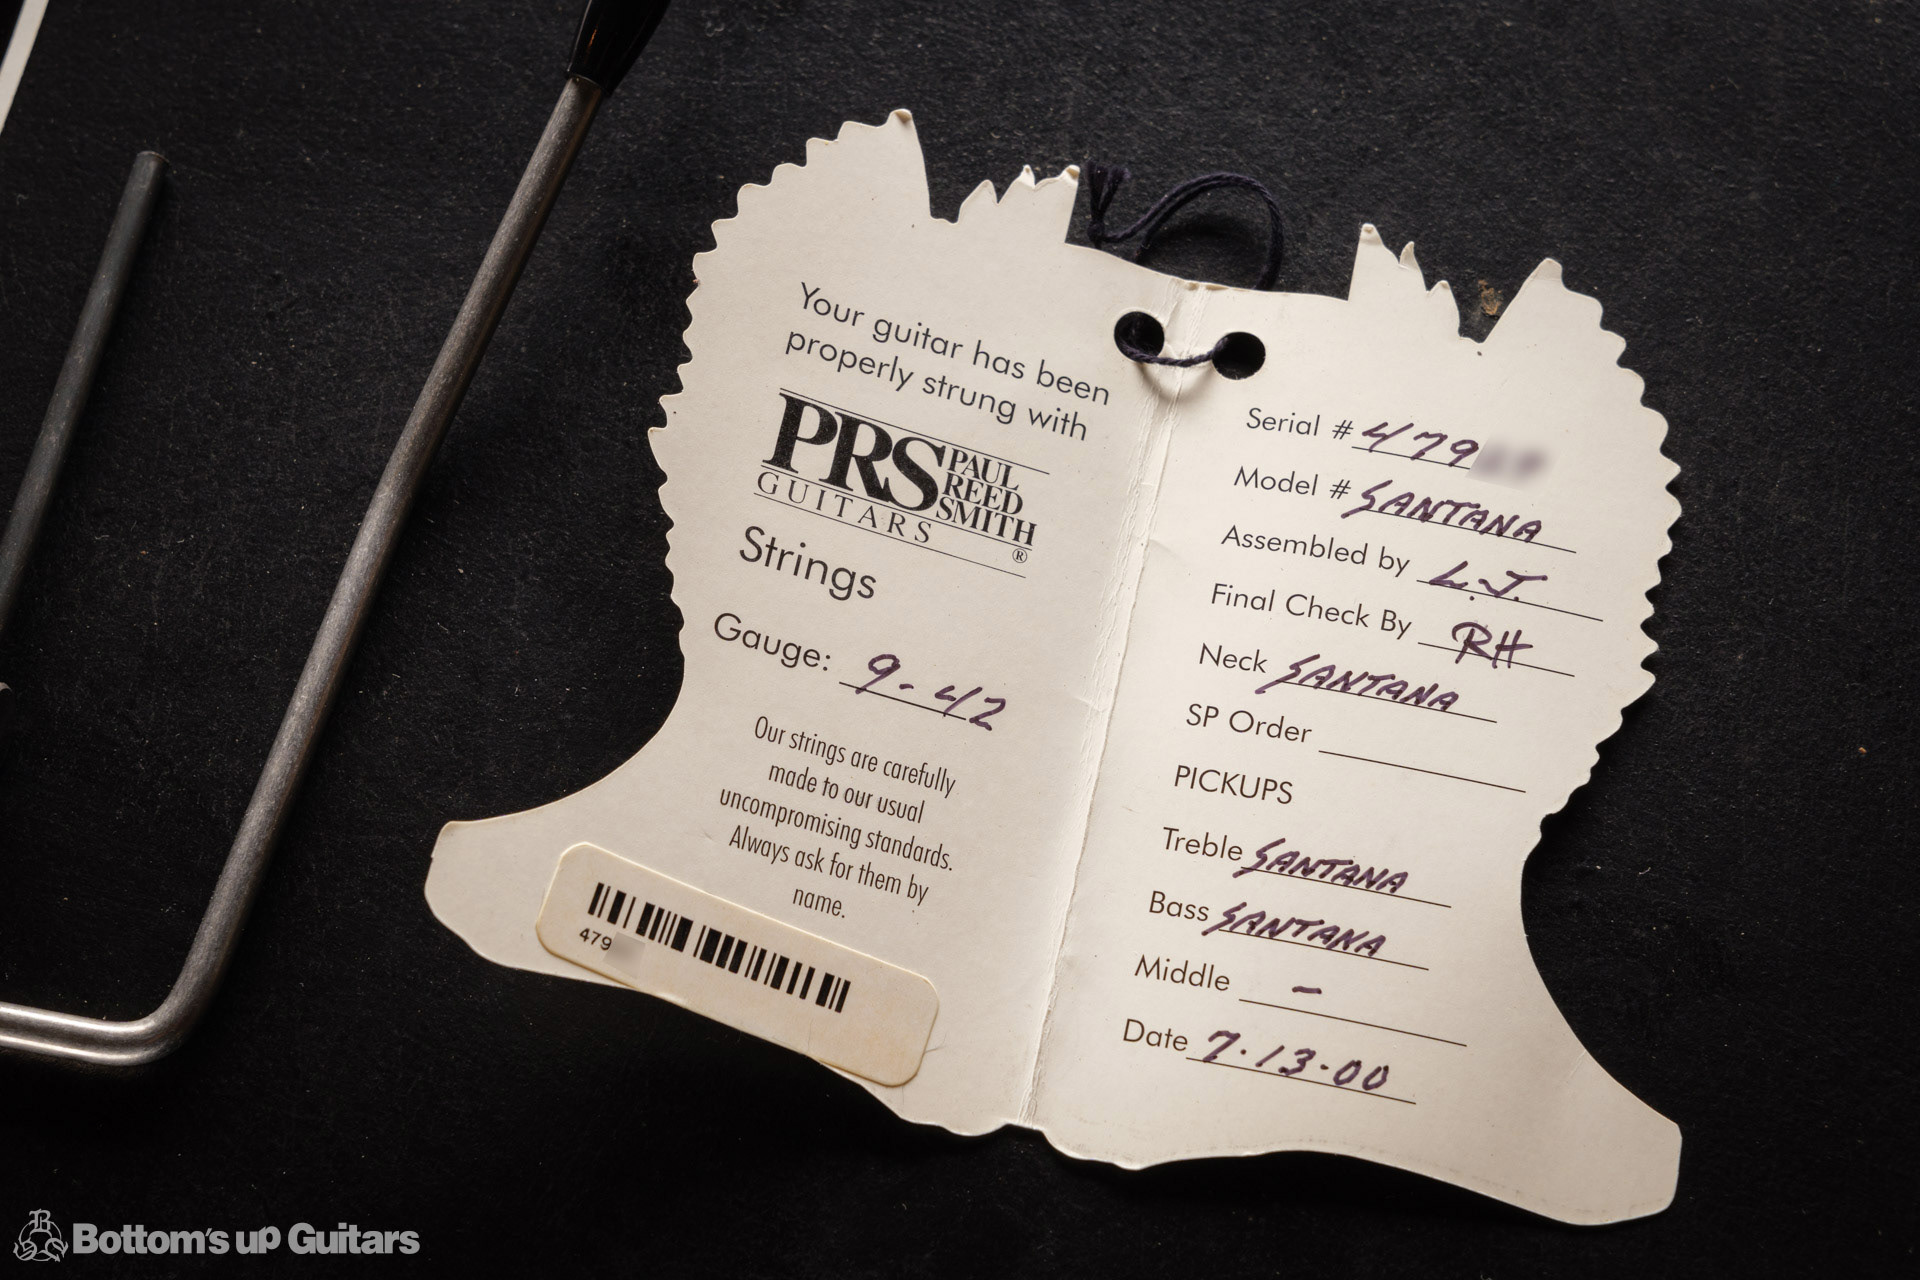 Your guitar has been
properly strung with
PRS PAUL
REED
SMITH
GUITARS ®
Strings
Gauge: 9-42
Our strings are carefully
made to our usual
uncompromising standards.
Always ask for them by
name.
479
Serial # 479
Model # SANTANA
Assembled by L.J.
Final Check By RH
Neck SANTANA
SP Order
PICKUPS
Treble SANTANA
Bass SANTANA
Middle –
Date 7·13·00
Bottom's up Guitars